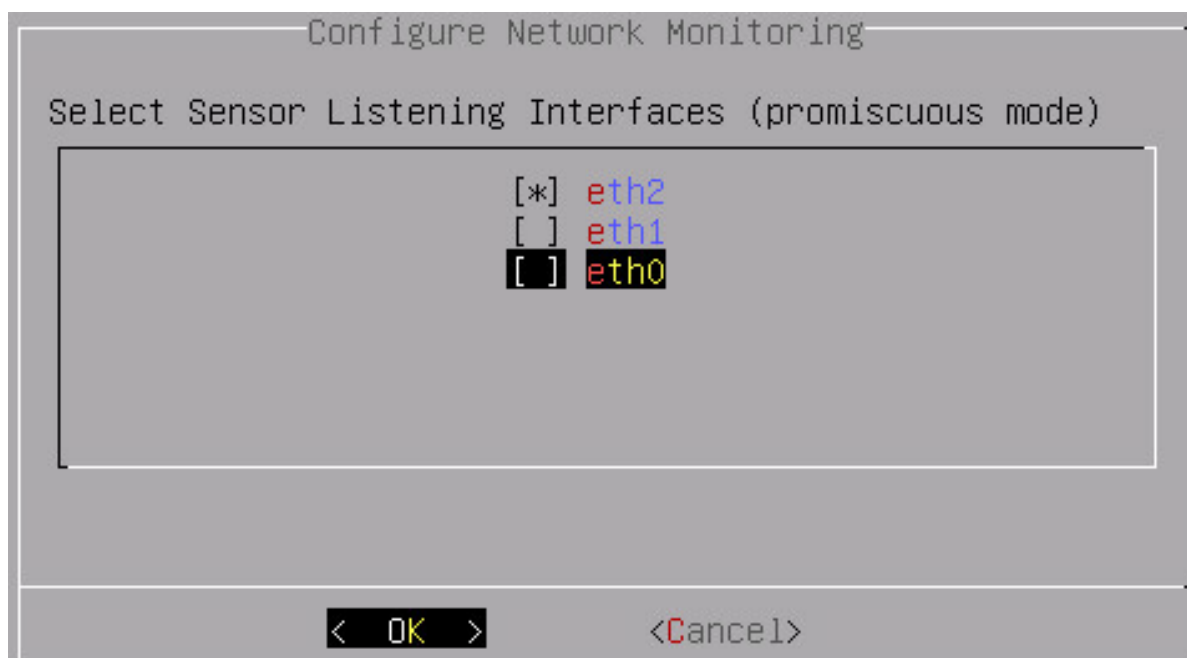 Configure Network Monitoring
Select Sensor Listening Interfaces (promiscuous mode)
[*] eth2
[ ] eth1
[ ] eth0
< OK > <Cancel>